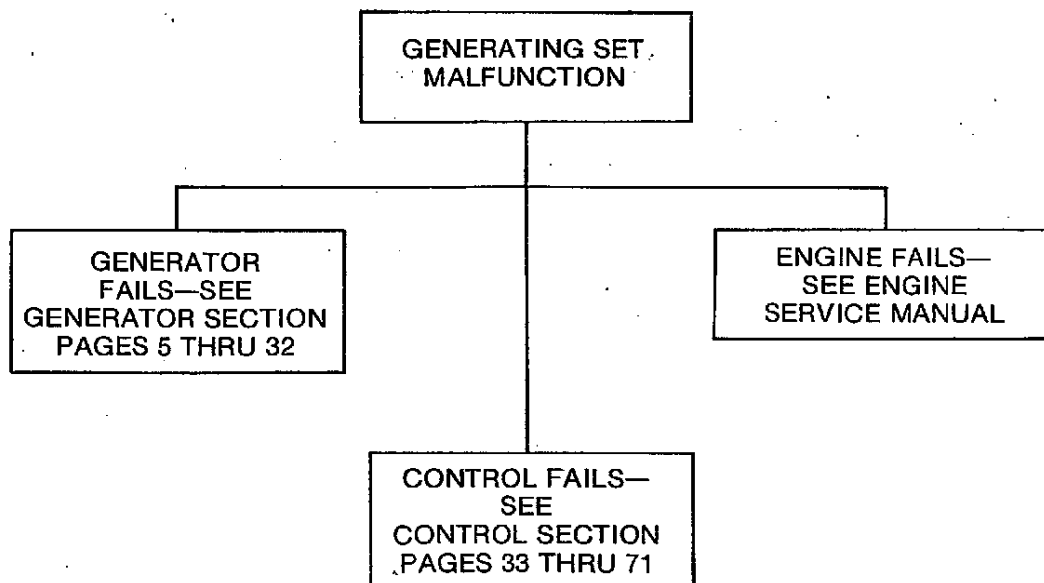 GENERATING SET
MALFUNCTION
GENERATOR
FAILS—SEE
GENERATOR SECTION
PAGES 5 THRU 32
ENGINE FAILS—
SEE ENGINE
SERVICE MANUAL
CONTROL FAILS—
SEE
CONTROL SECTION
PAGES 33 THRU 71